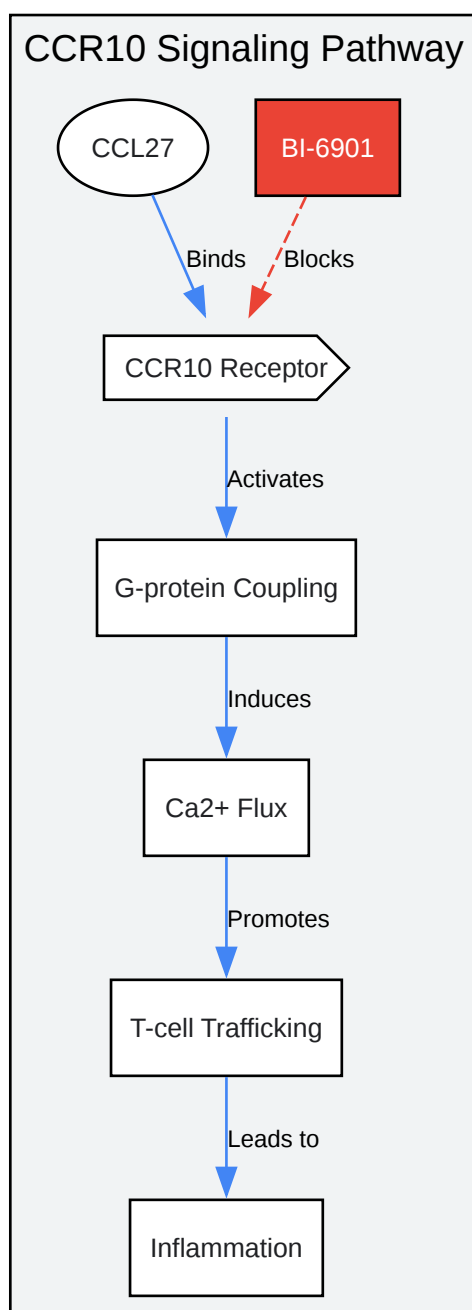 CCR10 Signaling Pathway
CCL27
BI-6901
Binds
Blocks
CCR10 Receptor
Activates
G-protein Coupling
Induces
Ca2+ Flux
Promotes
T-cell Trafficking
Leads to
Inflammation